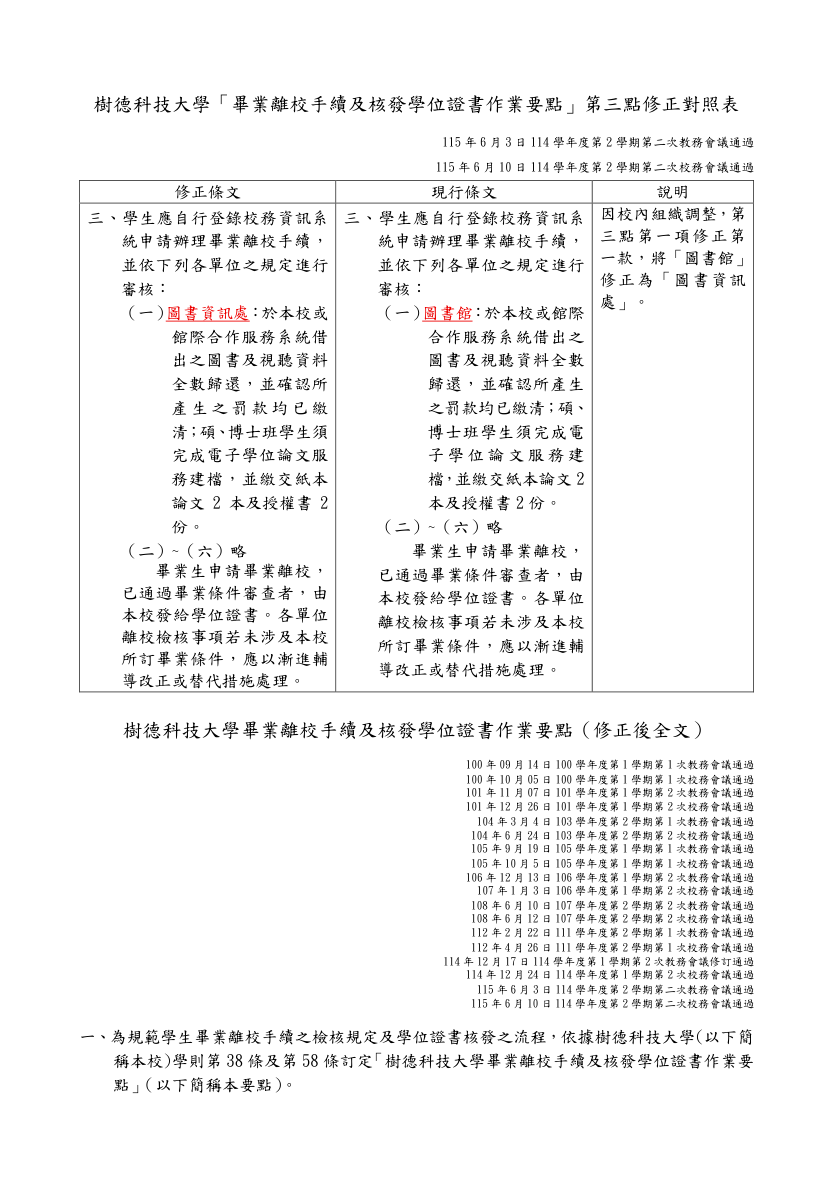 樹德科技大學「畢業離校手續及核發學位證書作業要點」第三點修正對照表
115 年 6 月 3 日 114 學年度第 2 學期第二次教務會議通過
115 年 6 月 10 日 114 學年度第 2 學期第二次校務會議通過
修正條文
三、學生應自行登錄校務資訊系
統申請辦理畢業離校手續，
並依下列各單位之規定進行
審核：
（一）圖書資訊處：於本校或
館際合作服務系統借
出之圖書及視聽資料
全數歸還，並確認所
產生之罰款均已繳
清；碩、博士班學生須
完成電子學位論文服
務建檔，並繳交紙本
論文 2 本及授權書 2
份。
（二）~（六）略
畢業生申請畢業離校，
已通過畢業條件審查者，由
本校發給學位證書。各單位
離校檢核事項若未涉及本校
所訂畢業條件，應以漸進輔
導改正或替代措施處理。
現行條文
三、學生應自行登錄校務資訊系
統申請辦理畢業離校手續，
並依下列各單位之規定進行
審核：
（一）圖書館：於本校或館際
合作服務系統借出之
圖書及視聽資料全數
歸還，並確認所產生
之罰款均已繳清；碩、
博士班學生須完成電
子學位論文服務建
檔，並繳交紙本論文 2
本及授權書 2 份。
（二）~（六）略
畢業生申請畢業離校，
已通過畢業條件審查者，由
本校發給學位證書。各單位
離校檢核事項若未涉及本校
所訂畢業條件，應以漸進輔
導改正或替代措施處理。
說明
因校內組織調整，第
三點第一項修正第
一款，將「圖書館」
修正為「圖書資訊
處」。
樹德科技大學畢業離校手續及核發學位證書作業要點（修正後全文）
100 年 09 月 14 日 100 學年度第 1 學期第 1 次教務會議通過
100 年 10 月 05 日 100 學年度第 1 學期第 1 次校務會議通過
101 年 11 月 07 日 101 學年度第 1 學期第 2 次教務會議通過
101 年 12 月 26 日 101 學年度第 1 學期第 2 次校務會議通過
104 年 3 月 4 日 103 學年度第 2 學期第 1 次教務會議通過
104 年 6 月 24 日 103 學年度第 2 學期第 2 次校務會議通過
105 年 9 月 19 日 105 學年度第 1 學期第 1 次教務會議通過
105 年 10 月 5 日 105 學年度第 1 學期第 1 次校務會議通過
106 年 12 月 13 日 106 學年度第 1 學期第 2 次教務會議通過
107 年 1 月 3 日 106 學年度第 1 學期第 2 次校務會議通過
108 年 6 月 10 日 107 學年度第 2 學期第 2 次教務會議通過
108 年 6 月 12 日 107 學年度第 2 學期第 2 次校務會議通過
112 年 2 月 22 日 111 學年度第 2 學期第 1 次教務會議通過
112 年 4 月 26 日 111 學年度第 2 學期第 1 次校務會議通過
114 年 12 月 17 日 114 學年度第 1 學期第 2 次教務會議修訂通過
114 年 12 月 24 日 114 學年度第 1 學期第 2 次校務會議通過
115 年 6 月 3 日 114 學年度第 2 學期第二次教務會議通過
115 年 6 月 10 日 114 學年度第 2 學期第二次校務會議通過
一、為規範學生畢業離校手續之檢核規定及學位證書核發之流程，依據樹德科技大學(以下簡
稱本校)學則第 38 條及第 58 條訂定「樹德科技大學畢業離校手續及核發學位證書作業要
點」(以下簡稱本要點)。